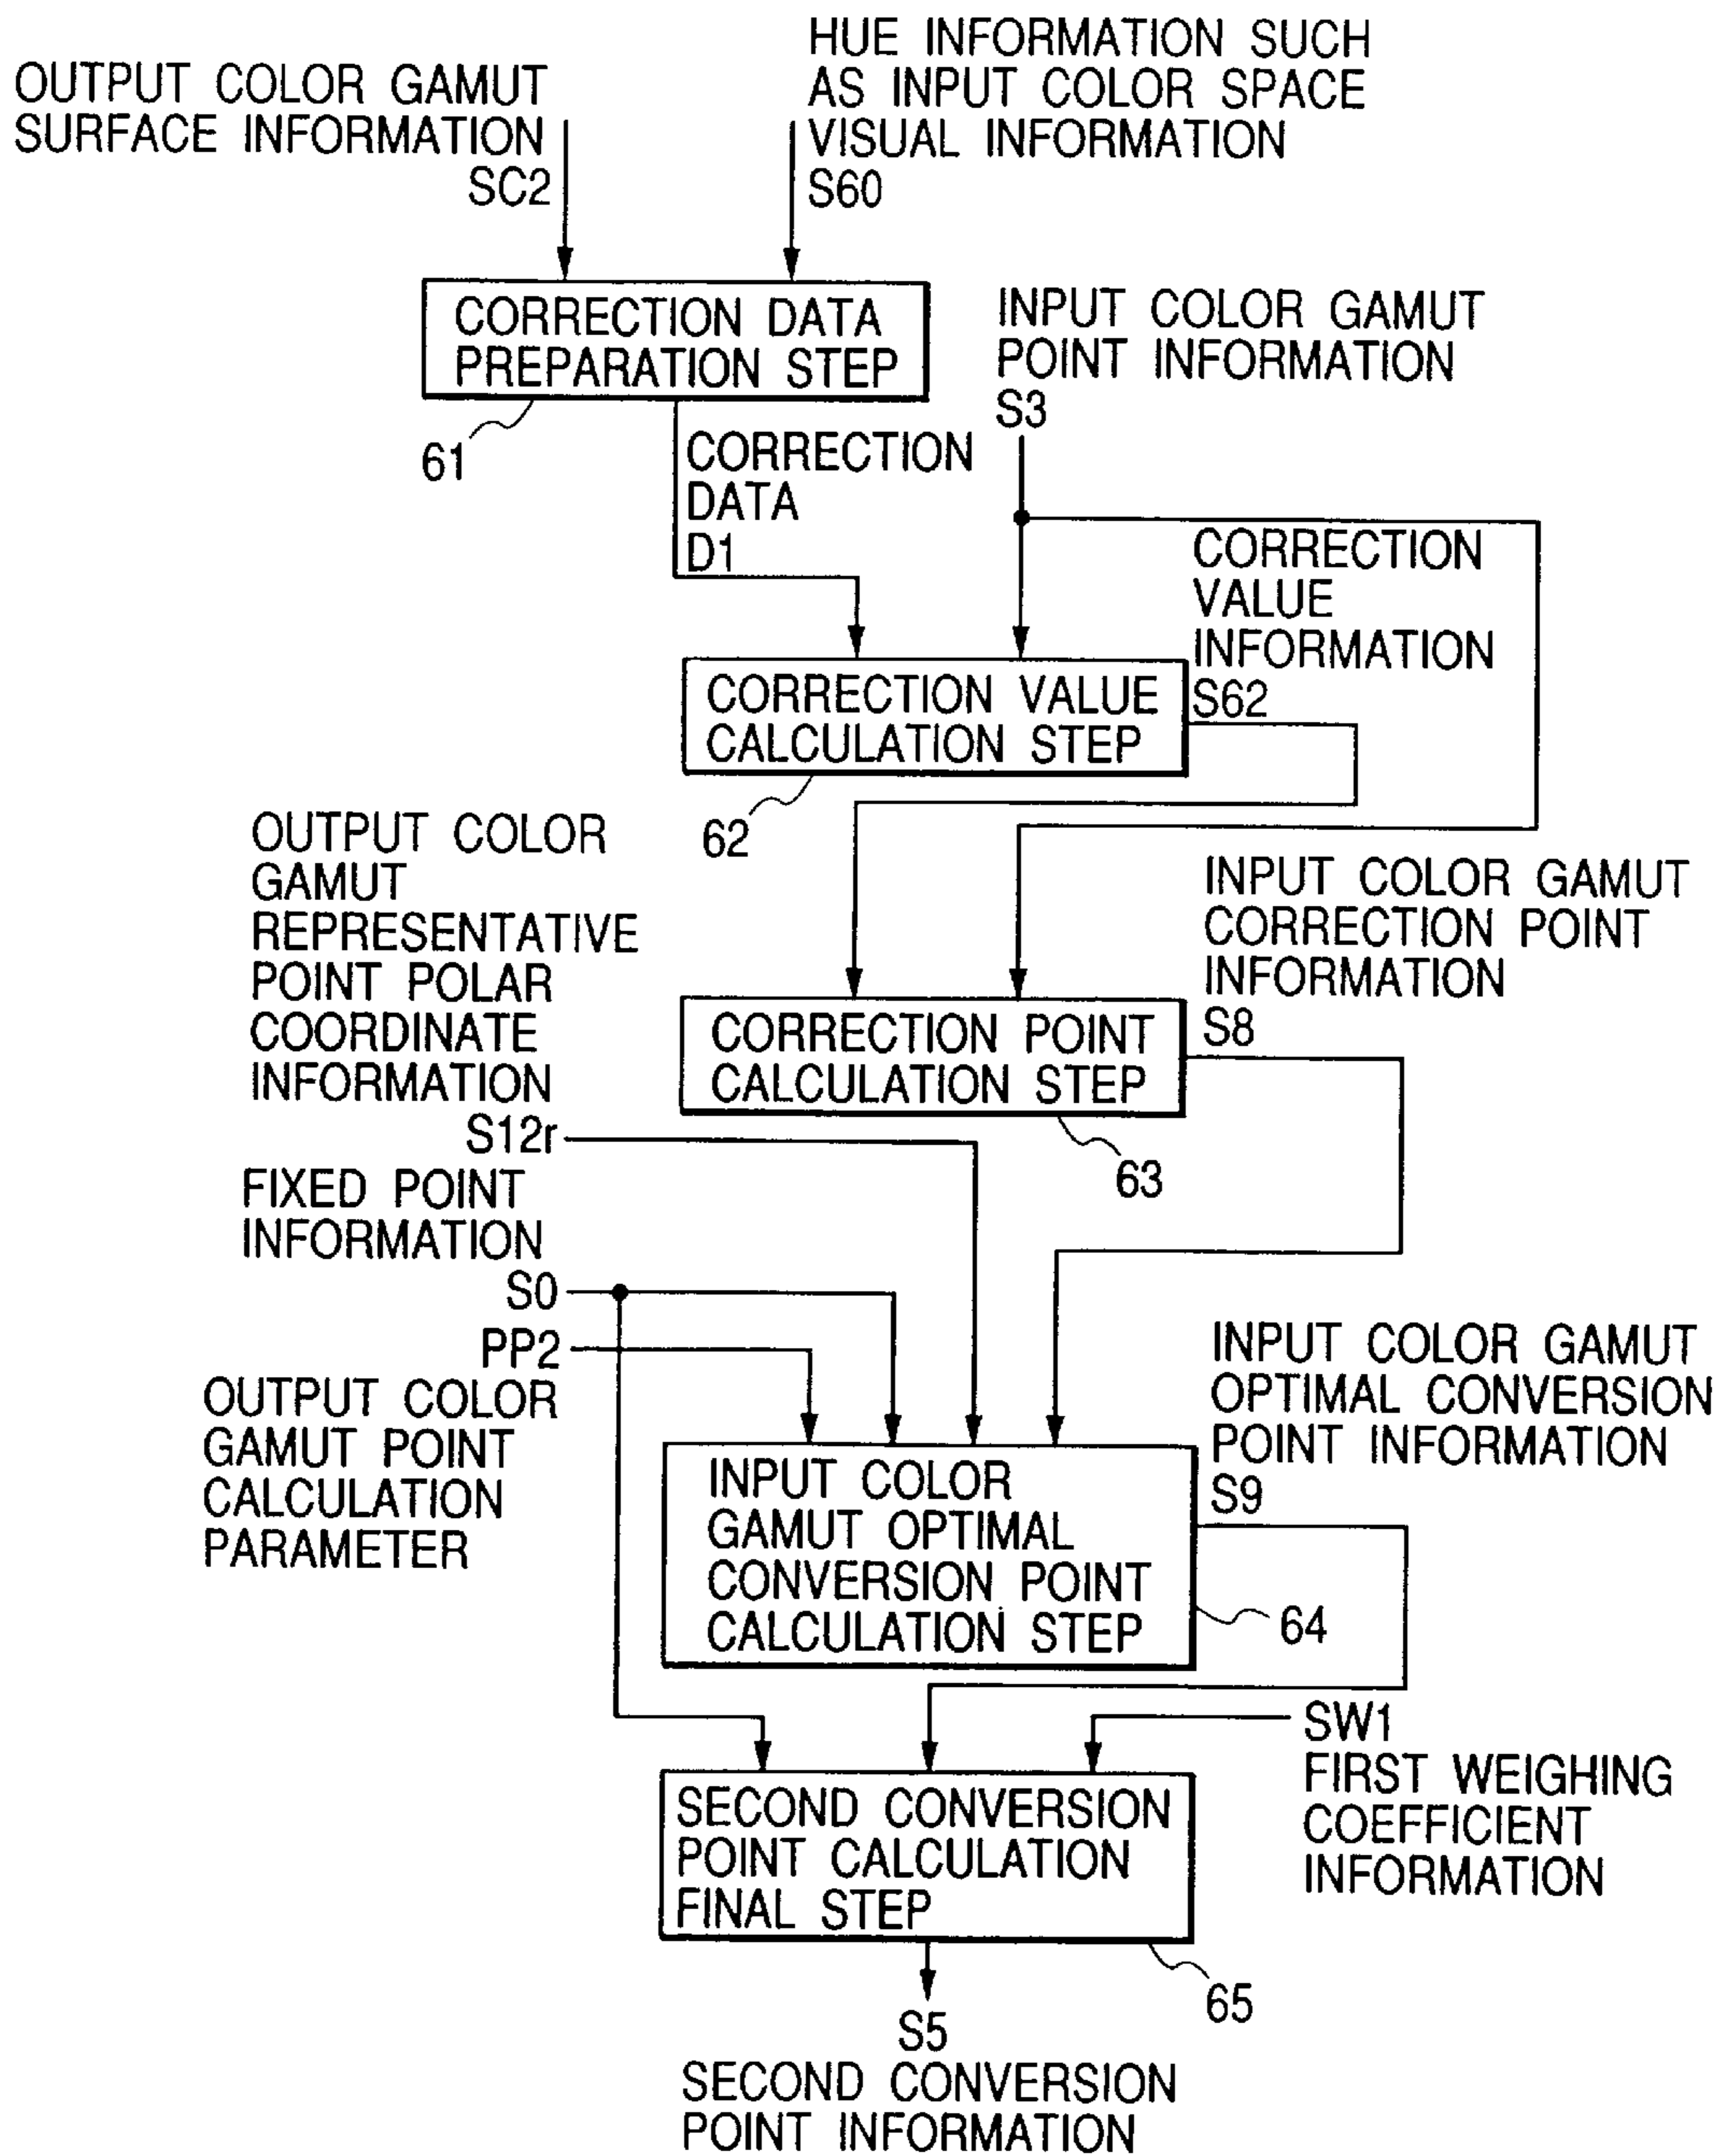 OUTPUT COLOR GAMUT
SURFACE INFORMATION
SC2
HUE INFORMATION SUCH
AS INPUT COLOR SPACE
VISUAL INFORMATION
S60
CORRECTION DATA
PREPARATION STEP
61
INPUT COLOR GAMUT
POINT INFORMATION
S3
CORRECTION
DATA
D1
CORRECTION
VALUE
INFORMATION
S62
CORRECTION VALUE
CALCULATION STEP
62
OUTPUT COLOR
GAMUT
REPRESENTATIVE
POINT POLAR
COORDINATE
INFORMATION
S12r
INPUT COLOR GAMUT
CORRECTION POINT
INFORMATION
S8
CORRECTION POINT
CALCULATION STEP
63
FIXED POINT
INFORMATION
S0
PP2
OUTPUT COLOR
GAMUT POINT
CALCULATION
PARAMETER
INPUT COLOR GAMUT
OPTIMAL CONVERSION
POINT INFORMATION
S9
INPUT COLOR
GAMUT OPTIMAL
CONVERSION POINT
CALCULATION STEP
64
SW1
FIRST WEIGHING
COEFFICIENT
INFORMATION
SECOND CONVERSION
POINT CALCULATION
FINAL STEP
65
S5
SECOND CONVERSION
POINT INFORMATION